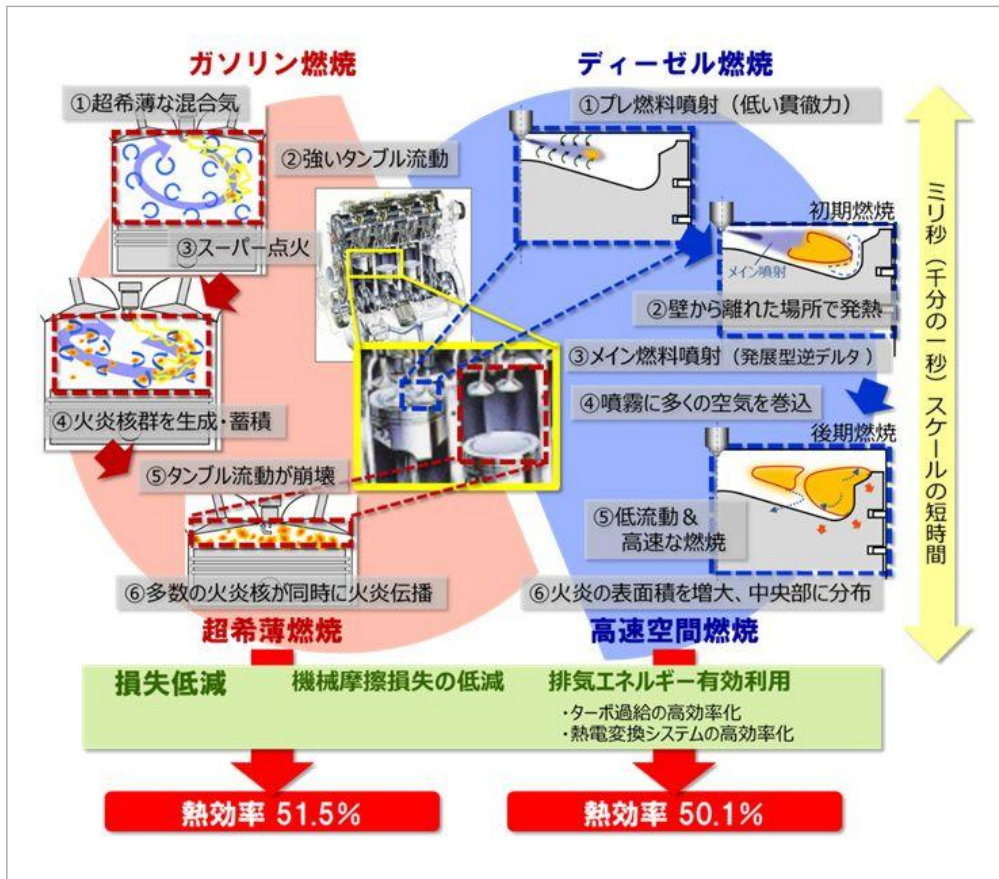 ガソリン燃焼
①超希薄な混合気
②強いタンブル流動
③スーパー点火
④火炎核群を生成・蓄積
⑤タンブル流動が崩壊
⑥多数の火炎核が同時に火炎伝播
超希薄燃焼
ディーゼル燃焼
①プレ燃料噴射（低い貫徹力）
初期燃焼
メイン噴射
②壁から離れた場所で発熱
③メイン燃料噴射（発展型逆デルタ）
④噴霧に多くの空気を巻込
後期燃焼
⑤低流動＆
高速な燃焼
⑥火炎の表面積を増大、中央部に分布
高速空間燃焼
ミリ秒（千分の一秒）スケールの短時間
損失低減
機械摩擦損失の低減
排気エネルギー有効利用
・ターボ過給の高効率化
・熱電変換システムの高効率化
熱効率 51.5%
熱効率 50.1%